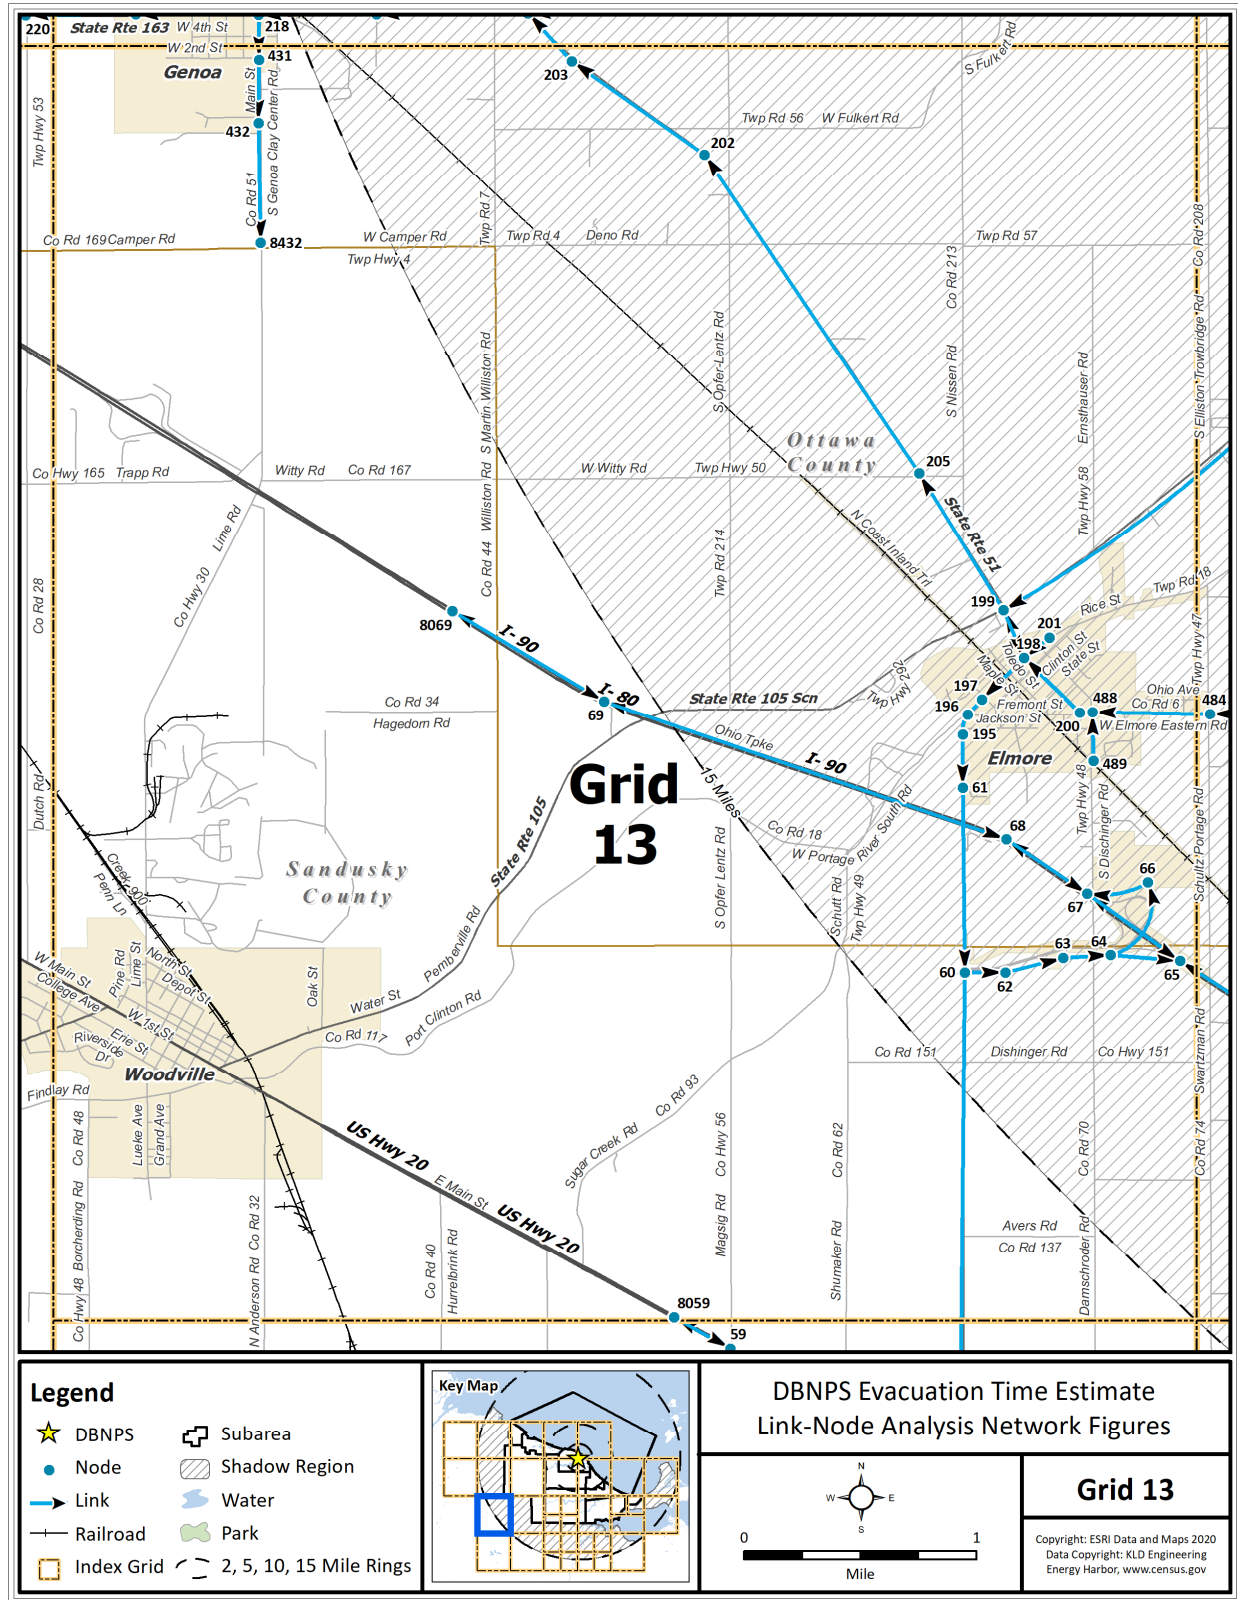 220
State Rte 163
W 4th St
218
W 2nd St
431
Genoa
203
S Fulkert Rd
Main St
S Genoa Clay Center Rd
Twp Hwy 53
432
Twp Rd 56
W Fulkert Rd
202
Co Rd 51
Twp Rd 7
Co Rd 208
Co Rd 169
Camper Rd
8432
W Camper Rd
Twp Rd 4
Deno Rd
Twp Rd 57
Twp Hwy 4
Co Rd 213
S Opfer-Lentz Rd
S Martin Williston Rd
S Nissen Rd
Ernsthauser Rd
S Elliston Trowbridge Rd
Ottawa
County
Co Hwy 165
Trapp Rd
Witty Rd
Co Rd 167
W Witty Rd
Twp Hwy 50
205
Williston Rd
Twp Hwy 58
State Rte 51
N Coast Inland Trl
Lime Rd
Co Rd 44
Twp Rd 214
Co Hwy 30
Co Rd 28
Twp Rd 18
199
Rice St
201
8069
I- 90
198
Clinton St
State St
Toledo St
Maple St
Twp Hwy 47
Twp Hwy 292
197
I- 80
State Rte 105 Scn
Co Rd 34
Hagedorn Rd
69
196
Fremont St
Jackson St
488
Ohio Ave
Co Rd 6
484
200
W Elmore Eastern Rd
195
Ohio Tpke
I- 90
Elmore
489
Grid
13
15 Miles
61
Dutch Rd
State Rte 105
Co Rd 18
River South Rd
68
Twp Hwy 48
S Dischinger Rd
Schultz Portage Rd
W Portage
Creek 900
Penn Ln
Sandusky
County
S Opfer Lentz Rd
Schutt Rd
Twp Hwy 49
66
67
Pemberville Rd
63
64
W Main St
College Ave
Pine Rd
Lime St
North St
Depot St
Oak St
60
62
65
Water St
Port Clinton Rd
W 1st St
Erie St
Riverside
Dr
Co Rd 117
Swartzman Rd
Co Rd 151
Dishinger Rd
Co Hwy 151
Woodville
Findlay Rd
Co Rd 93
US Hwy 20
Co Rd 48
Lueke Ave
Grand Ave
Sugar Creek Rd
Co Hwy 56
Co Rd 62
Co Rd 70
Co Rd 74
E Main St
US Hwy 20
Borcherding Rd
Co Rd 32
Magsig Rd
Shumaker Rd
Avers Rd
Co Rd 137
Damschroder Rd
Co Hwy 48
N Anderson Rd
Co Rd 40
Hurrelbrink Rd
8059
59
Legend
DBNPS
Node
Link
Railroad
Index Grid
Subarea
Shadow Region
Water
Park
2, 5, 10, 15 Mile Rings
Key Map
DBNPS Evacuation Time Estimate
Link-Node Analysis Network Figures
N
W
E
S
0
1
Mile
Grid 13
Copyright: ESRI Data and Maps 2020
Data Copyright: KLD Engineering
Energy Harbor, www.census.gov